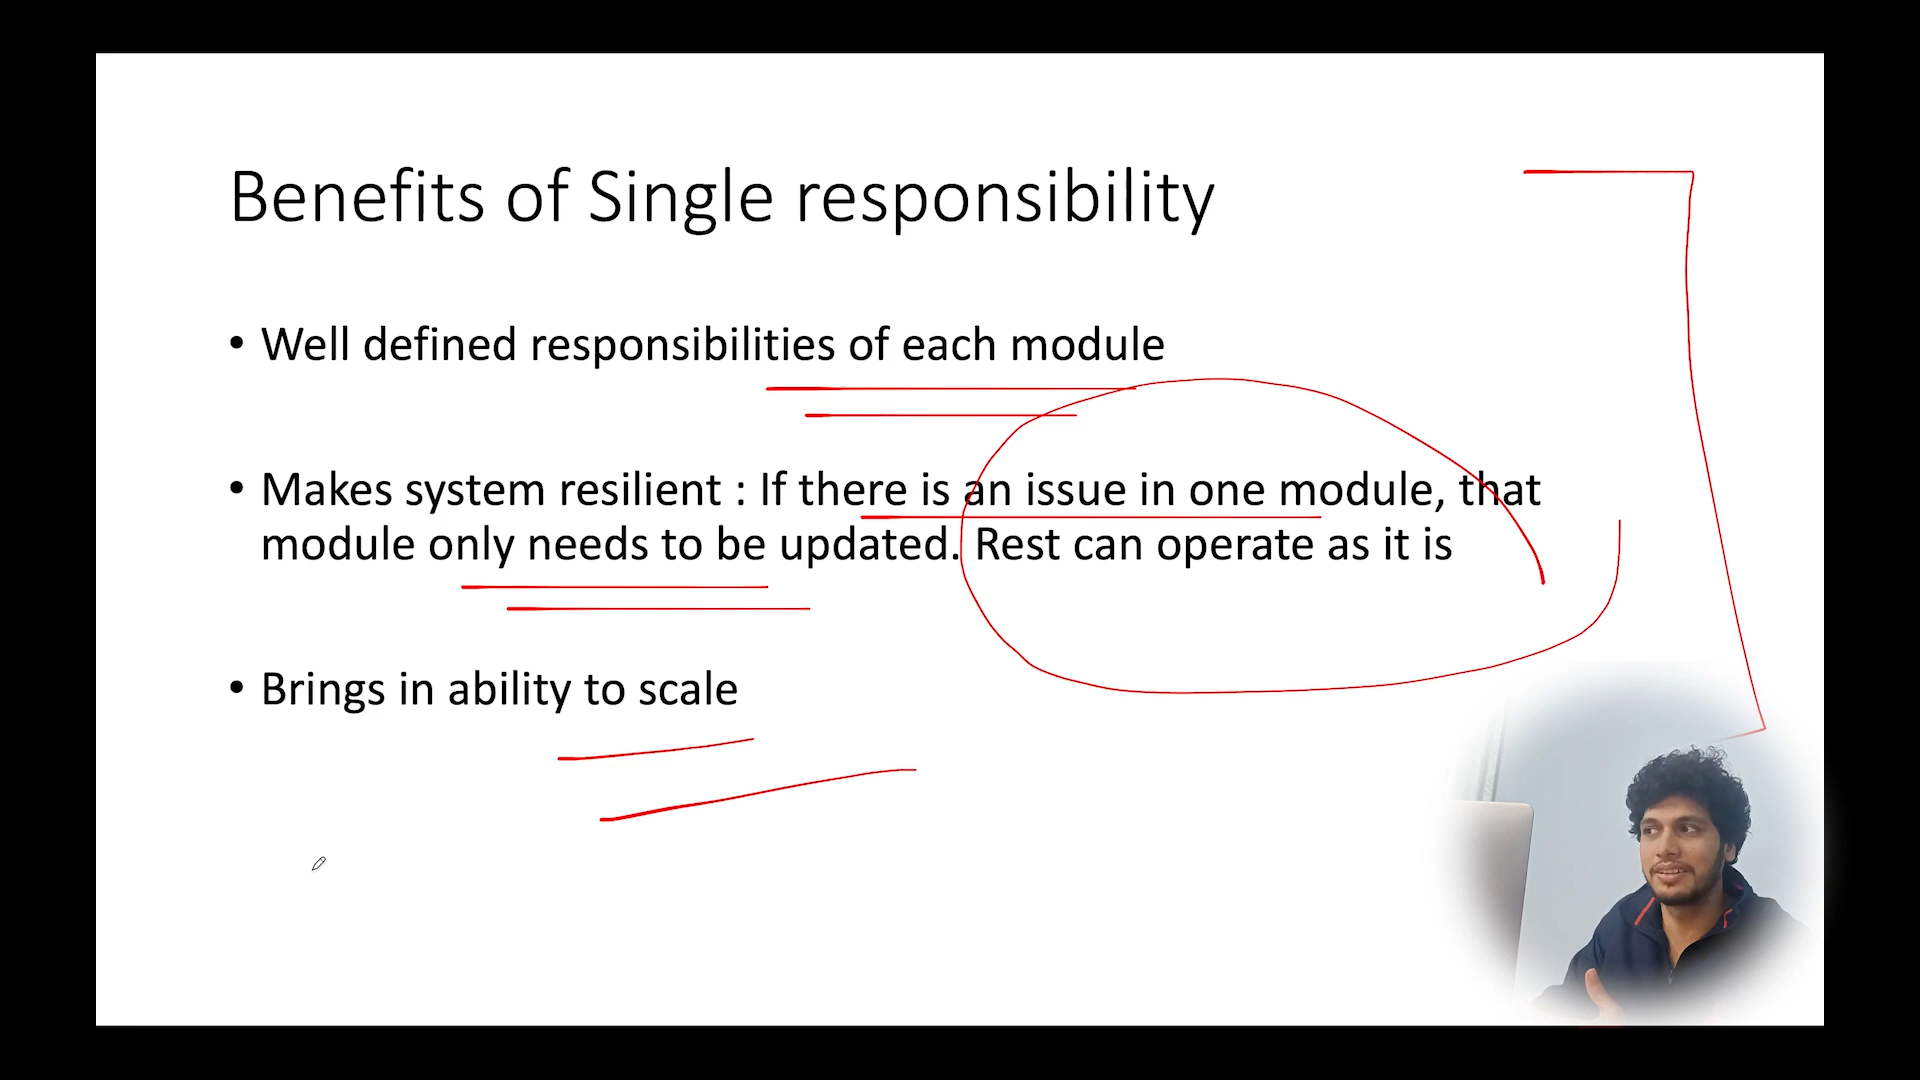 Benefits of Single responsibility
• Well defined responsibilities of each module
• Makes system resilient : If there is an issue in one module, that
module only needs to be updated. Rest can operate as it is
• Brings in ability to scale